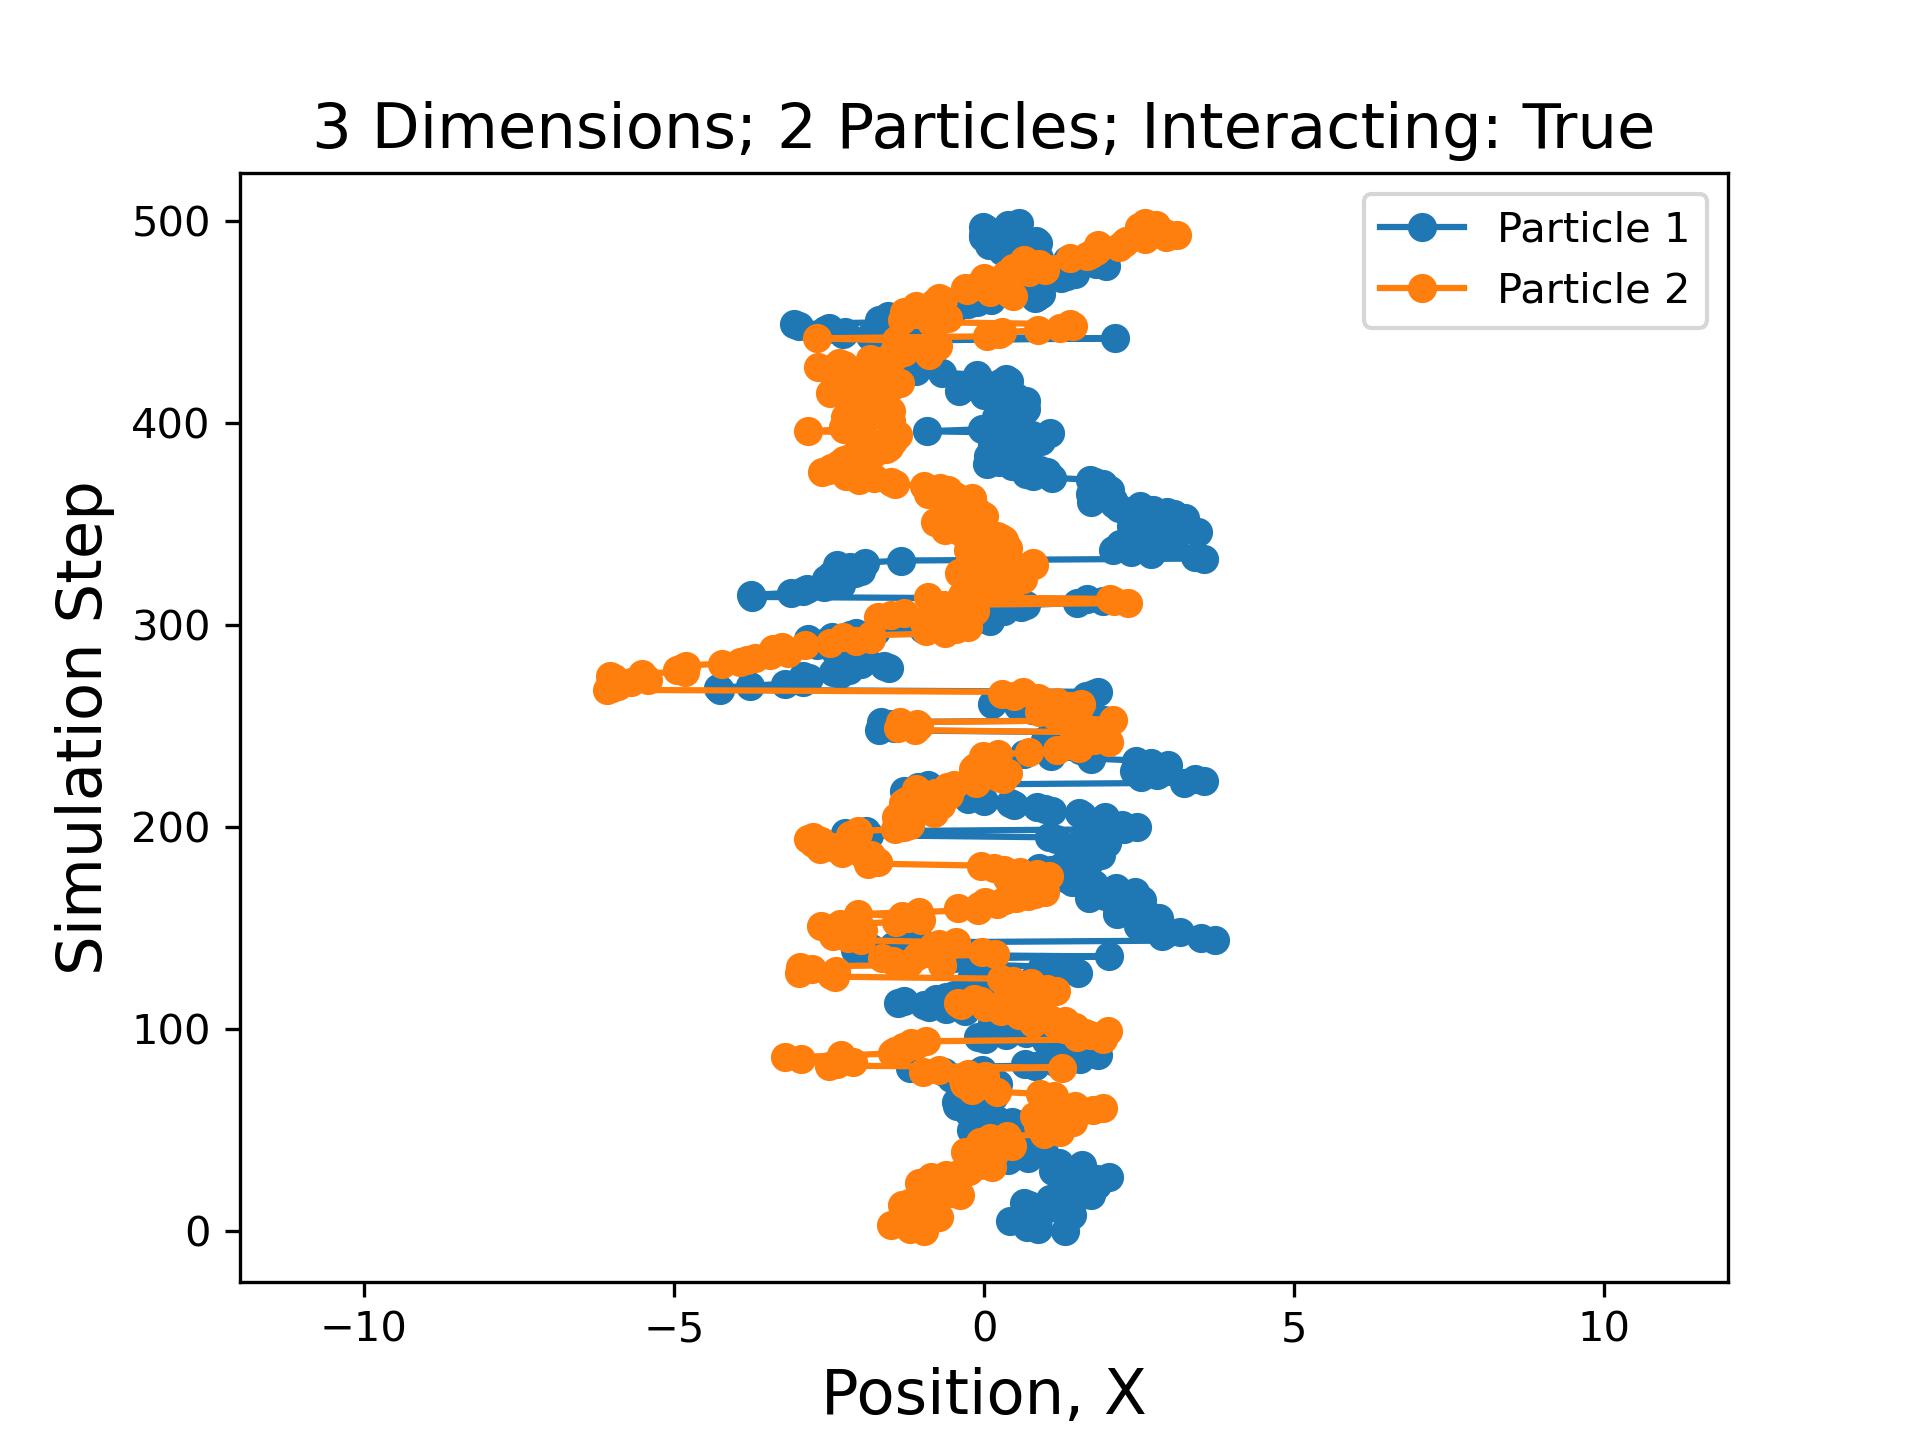 3 Dimensions; 2 Particles; Interacting: True
Particle 1
Particle 2
500
400
300
200
100
0
Simulation Step
−10
−5
0
5
10
Position, X